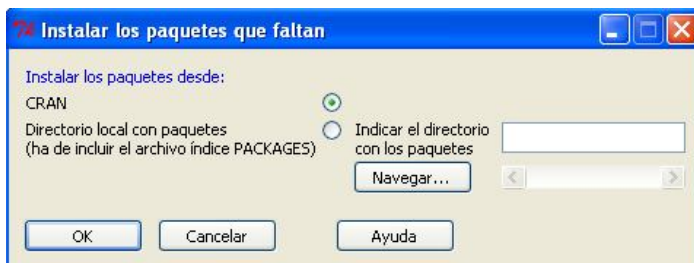 Instalar los paquetes que faltan
Instalar los paquetes desde:
CRAN
Directorio local con paquetes
(ha de incluir el archivo índice PACKAGES)
Indicar el directorio
con los paquetes
Navegar...
OK
Cancelar
Ayuda